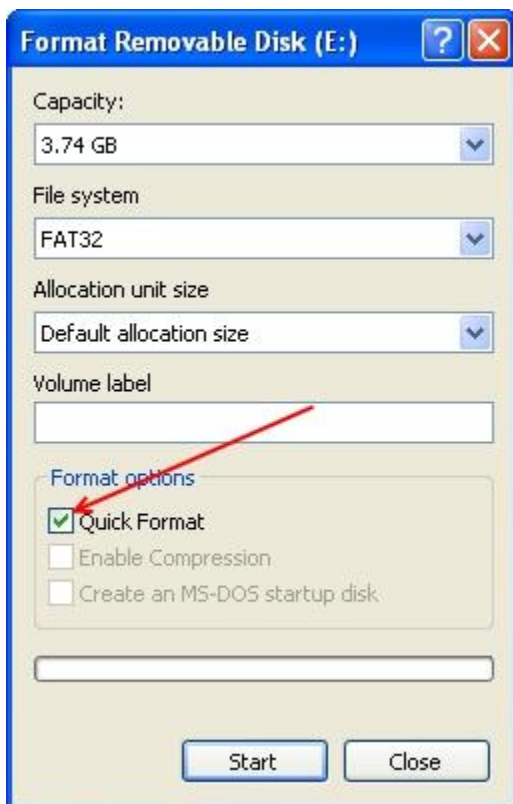 Format Removable Disk (E:)
?
Capacity:
3.74 GB
File system
FAT32
Allocation unit size
Default allocation size
Volume label
Format options
Quick Format
Enable Compression
Create an MS-DOS startup disk
Start Close